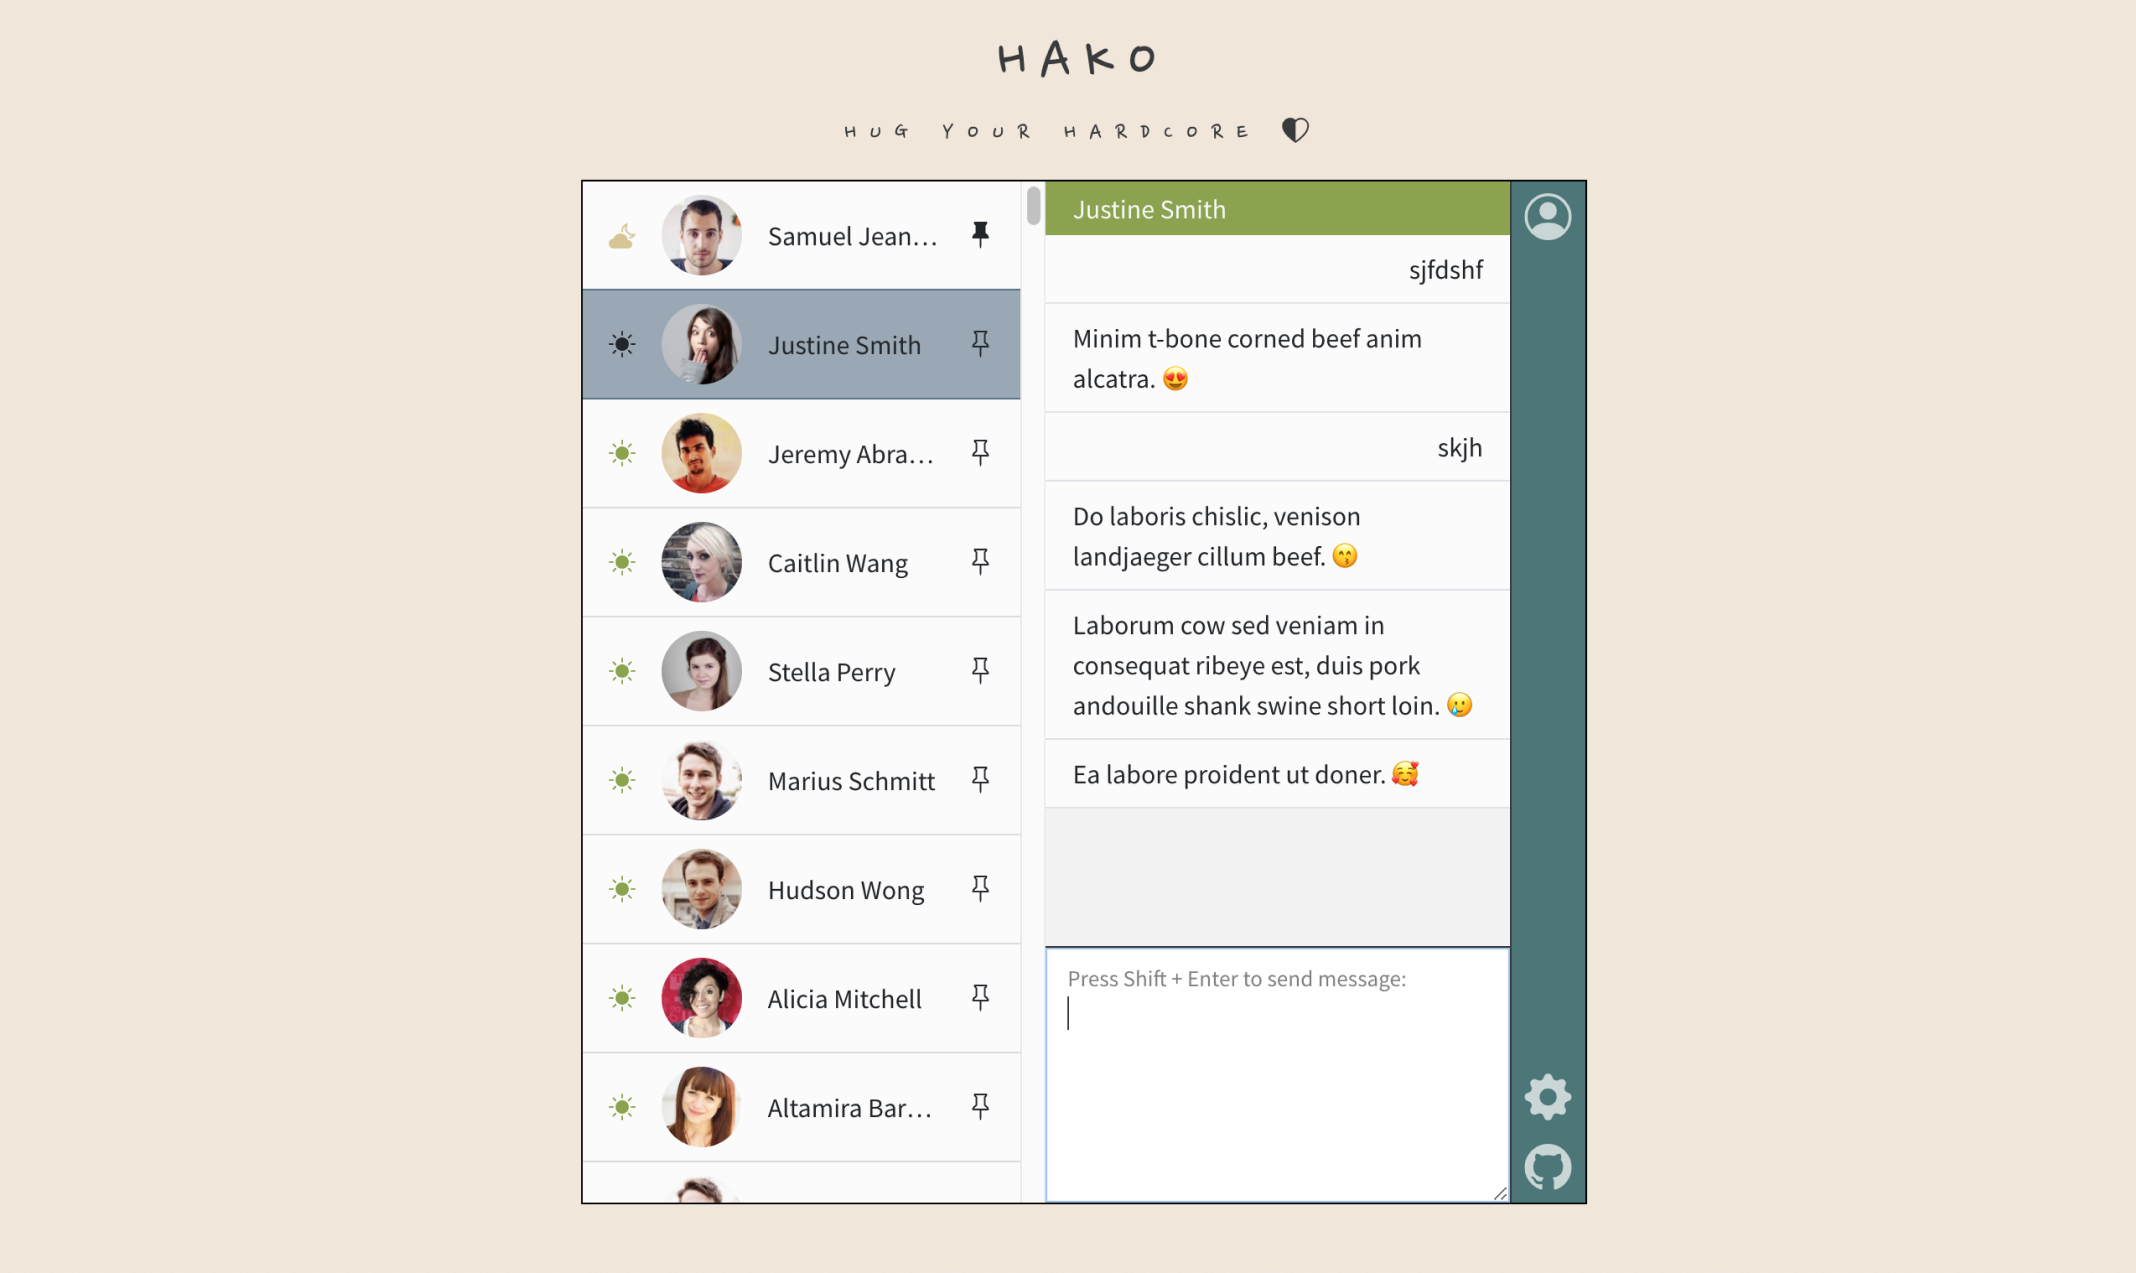 HAKO
HUG YOUR HARDCORE
Samuel Jean...
Justine Smith
Jeremy Abra...
Caitlin Wang
Stella Perry
Marius Schmitt
Hudson Wong
Alicia Mitchell
Altamira Bar...
Justine Smith
sjfdshf
Minim t-bone corned beef anim
alcatra. 😍
skjh
Do laboris chislic, venison
landjaeger cillum beef. 😙
Laborum cow sed veniam in
consequat ribeye est, duis pork
andouille shank swine short loin. 🥲
Ea labore proident ut doner. 🥰
Press Shift + Enter to send message: